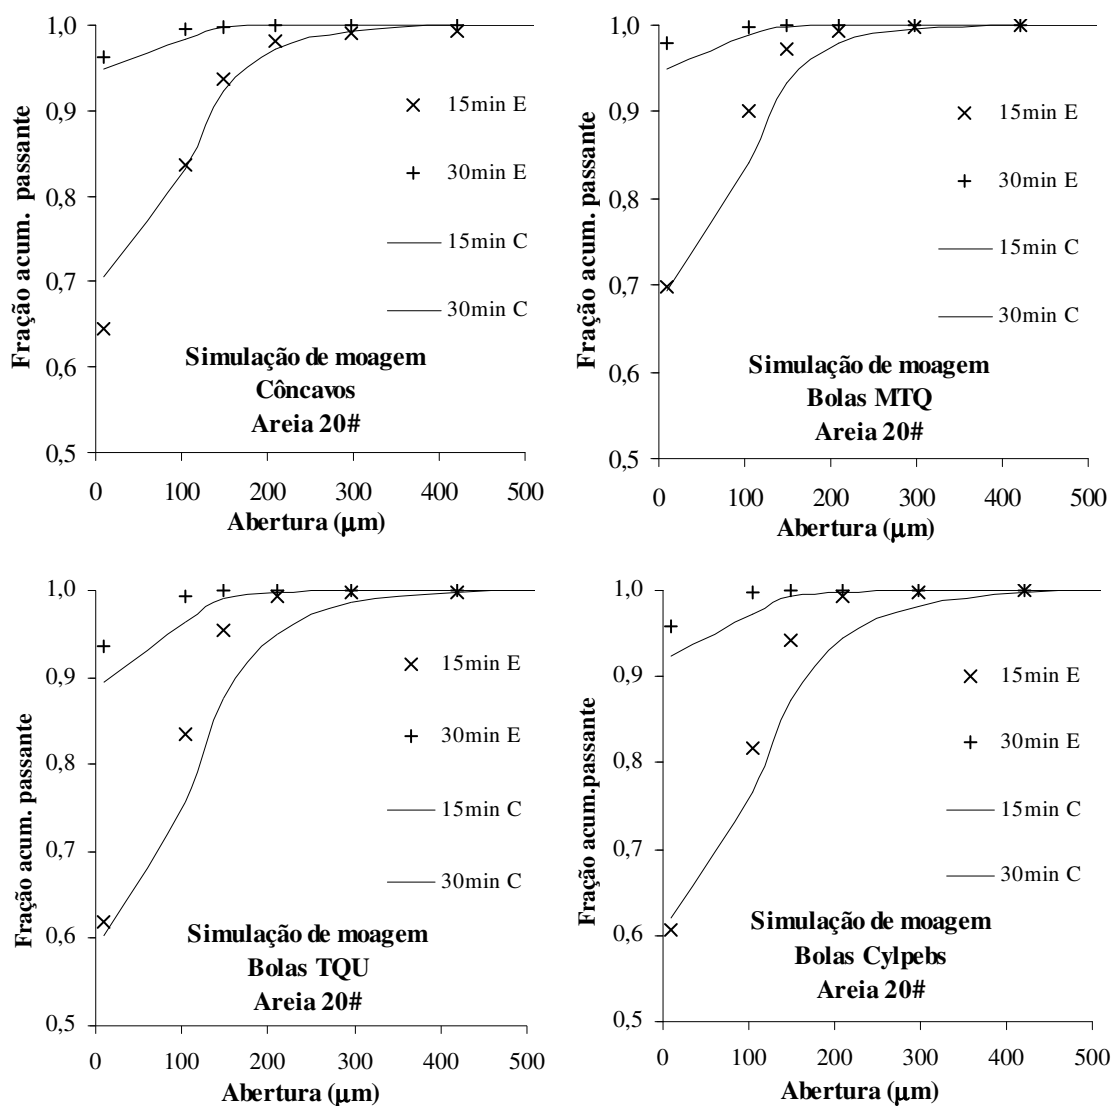 1,0
0,9
0,8
0,7
0,6
0,5
Fração acum. passante
15min E
30min E
15min C
30min C
Simulação de moagem
Côncavos
Areia 20#
0 100 200 300 400 500
Abertura (μm)
1,0
0,9
0,8
0,7
0,6
0,5
Fração acum. passante
15min E
30min E
15min C
30min C
Simulação de moagem
Bolas MTQ
Areia 20#
0 100 200 300 400 500
Abertura (μm)
1,0
0,9
0,8
0,7
0,6
0,5
Fração acum. passante
15min E
30min E
15min C
30min C
Simulação de moagem
Bolas TQU
Areia 20#
0 100 200 300 400 500
Abertura (μm)
1,0
0,9
0,8
0,7
0,6
0,5
Fração acum.passante
15min E
30min E
15min C
30min C
Simulação de moagem
Bolas Cylpebs
Areia 20#
0 100 200 300 400 500
Abertura (μm)